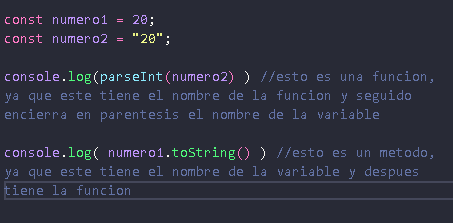 const numero1 = 20;
const numero2 = "20";
console.log(parseInt(numero2) ) //esto es una funcion,
ya que este tiene el nombre de la funcion y seguido
encierra en parentesis el nombre de la variable
console.log( numero1.toString() ) //esto es un metodo,
ya que este tiene el nombre de la variable y despues
tiene la funcion